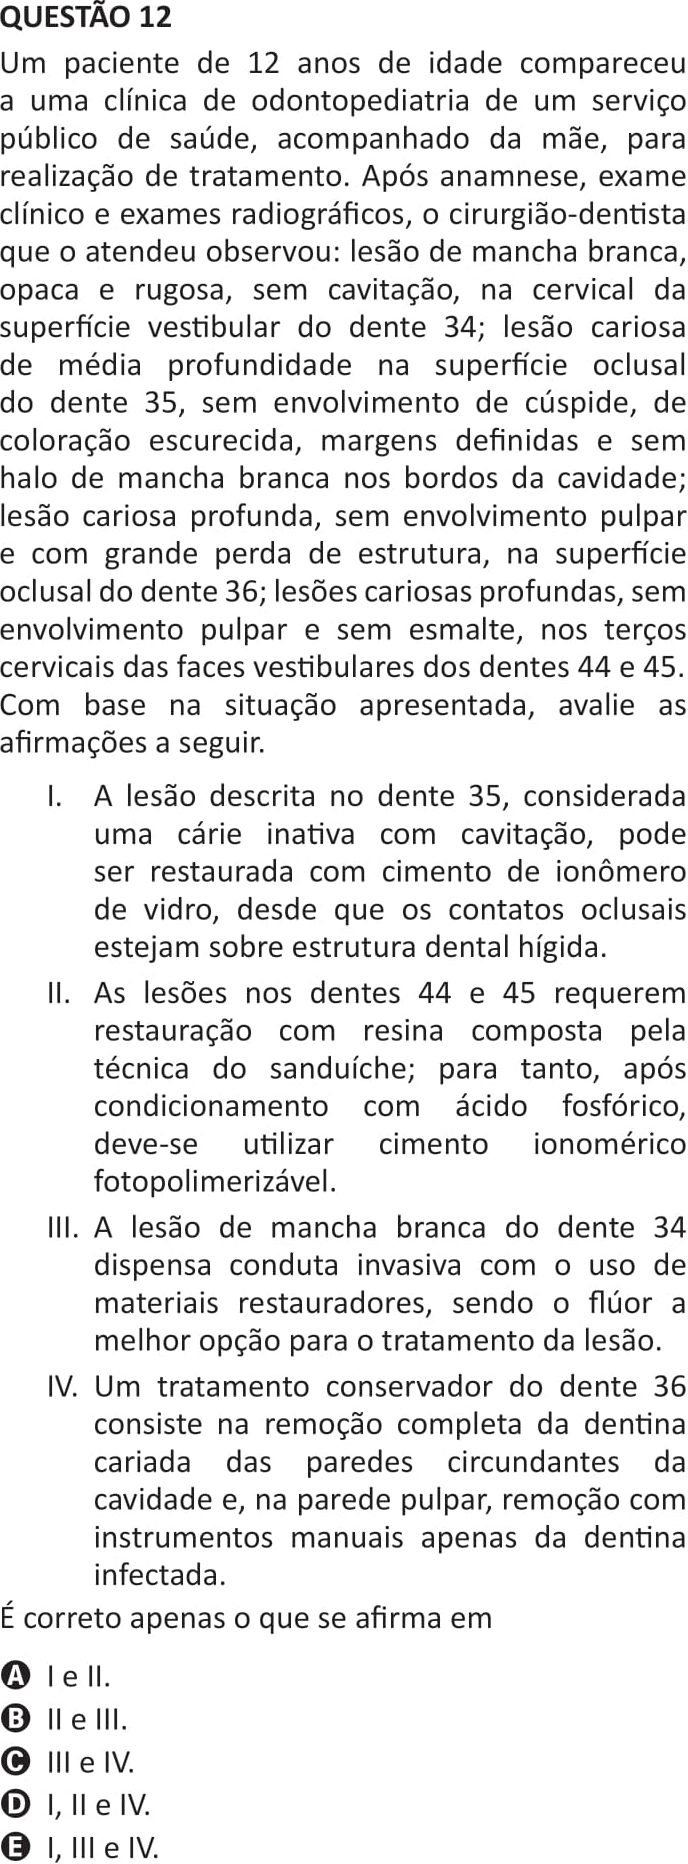 QUESTÃO 12
Um paciente de 12 anos de idade compareceu
a uma clínica de odontopediatria de um serviço
público de saúde, acompanhado da mãe, para
realização de tratamento. Após anamnese, exame
clínico e exames radiográficos, o cirurgião-dentista
que o atendeu observou: lesão de mancha branca,
opaca e rugosa, sem cavitação, na cervical da
superfície vestibular do dente 34; lesão cariosa
de média profundidade na superfície oclusal
do dente 35, sem envolvimento de cúspide, de
coloração escurecida, margens definidas e sem
halo de mancha branca nos bordos da cavidade;
lesão cariosa profunda, sem envolvimento pulpar
e com grande perda de estrutura, na superfície
oclusal do dente 36; lesões cariosas profundas, sem
envolvimento pulpar e sem esmalte, nos terços
cervicais das faces vestibulares dos dentes 44 e 45.
Com base na situação apresentada, avalie as
afirmações a seguir.
I. A lesão descrita no dente 35, considerada
uma cárie inativa com cavitação, pode
ser restaurada com cimento de ionômero
de vidro, desde que os contatos oclusais
estejam sobre estrutura dental hígida.
II. As lesões nos dentes 44 e 45 requerem
restauração com resina composta pela
técnica do sanduíche; para tanto, após
condicionamento com ácido fosfórico,
deve-se utilizar cimento ionomérico
fotopolimerizável.
III. A lesão de mancha branca do dente 34
dispensa conduta invasiva com o uso de
materiais restauradores, sendo o flúor a
melhor opção para o tratamento da lesão.
IV. Um tratamento conservador do dente 36
consiste na remoção completa da dentina
cariada das paredes circundantes da
cavidade e, na parede pulpar, remoção com
instrumentos manuais apenas da dentina
infectada.
É correto apenas o que se afirma em
A I e II.
B II e III.
C III e IV.
D I, II e IV.
E I, III e IV.